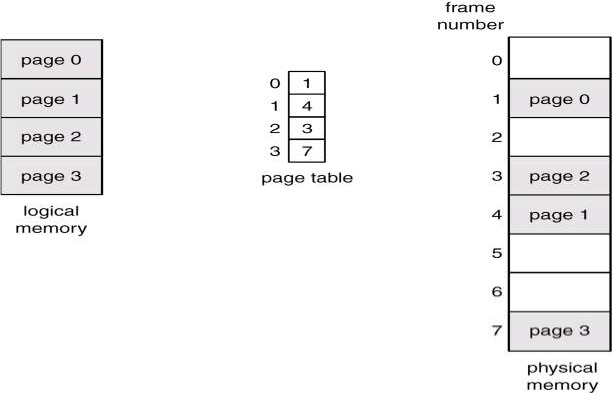 page 0
page 1
page 2
page 3
logical
memory
0 1
1 4
2 3
3 7
page table
frame
number
0
1 page 0
2
3 page 2
4 page 1
5
6
7 page 3
physical
memory